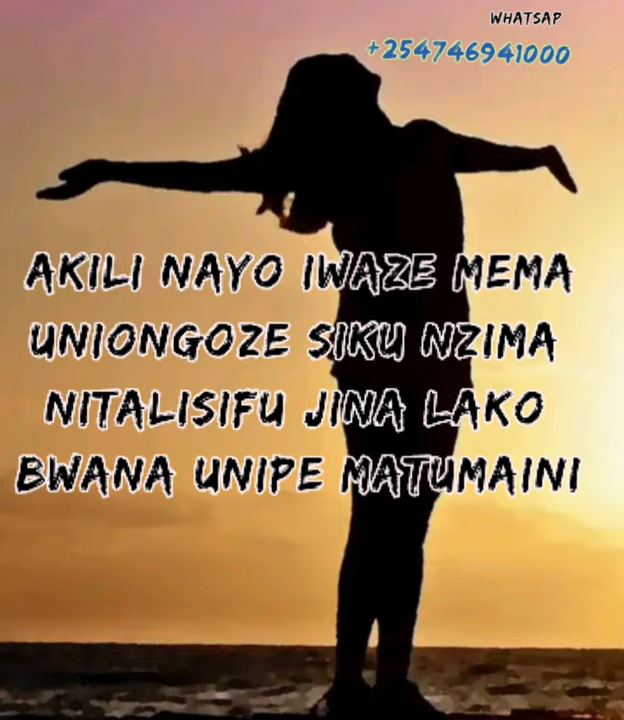 WHATSAP
+254746941000
AKILI NAYO IWAZE MEMA
UNIONGOZE SIKU NZIMA
NITALISIFU JINA LAKO
BWANA UNIPE MATUMAINI